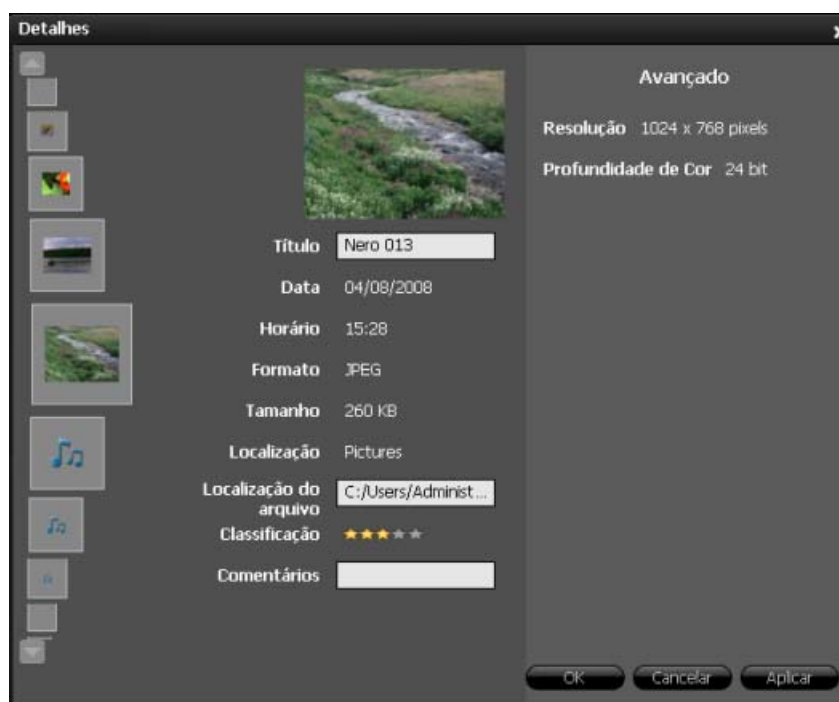 Detalhes
Avançado
Resolução 1024 x 768 pixels
Profundidade de Cor 24 bit
Título Nero 013
Data 04/08/2008
Horário 15:28
Formato JPEG
Tamanho 260 KB
Localização Pictures
Localização do
arquivo C:/Users/Administ...
Classificação
Comentários
OK Cancelar Aplicar